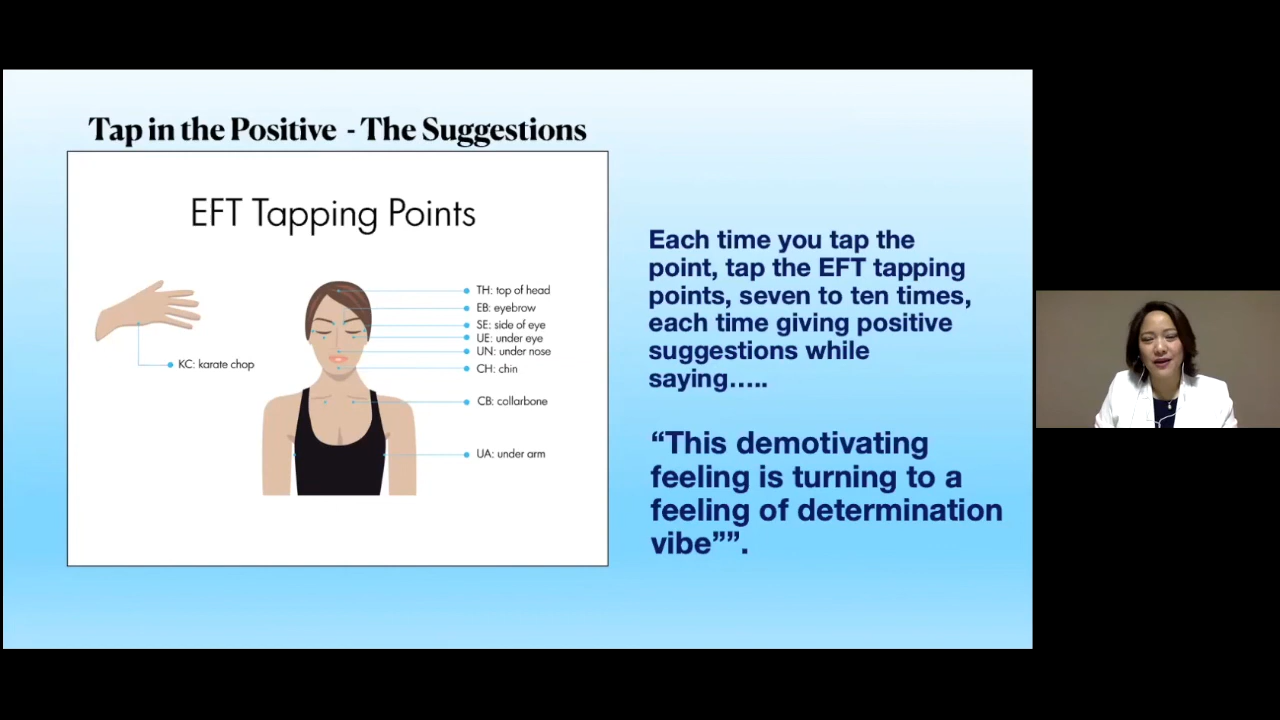 Tap in the Positive - The Suggestions
EFT Tapping Points
TH: top of head
EB: eyebrow
SE: side of eye
UE: under eye
UN: under nose
CH: chin
KC: karate chop
CB: collarbone
UA: under arm
Each time you tap the
point, tap the EFT tapping
points, seven to ten times,
each time giving positive
suggestions while
saying.....
“This demotivating
feeling is turning to a
feeling of determination
vibe””.